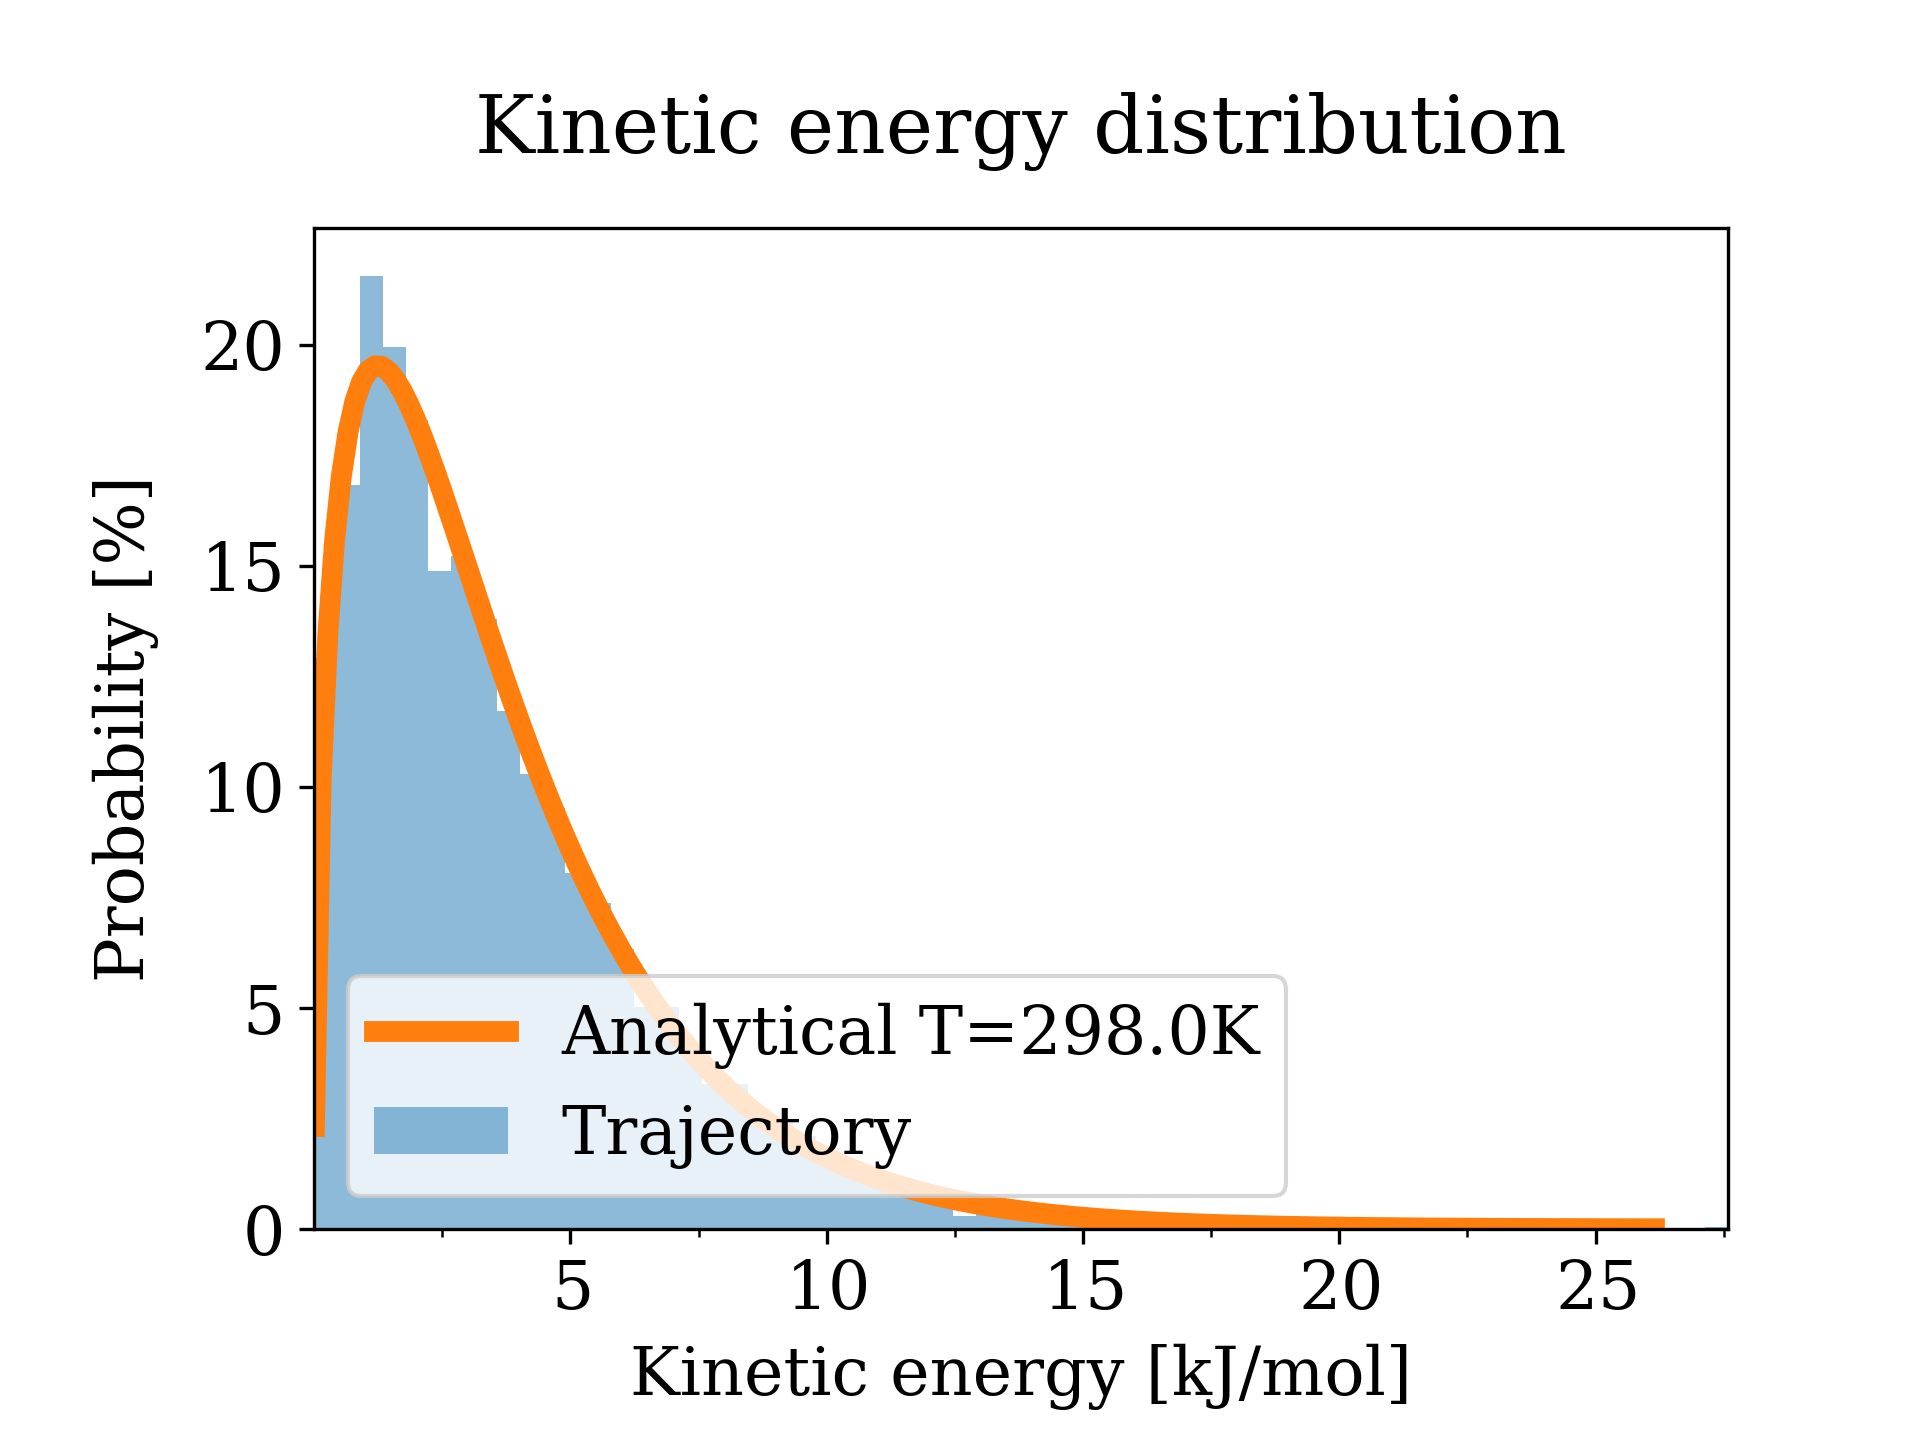 Kinetic energy distribution
Probability [%]
20
15
10
5
0
Analytical T=298.0K
Trajectory
5 10 15 20 25
Kinetic energy [kJ/mol]